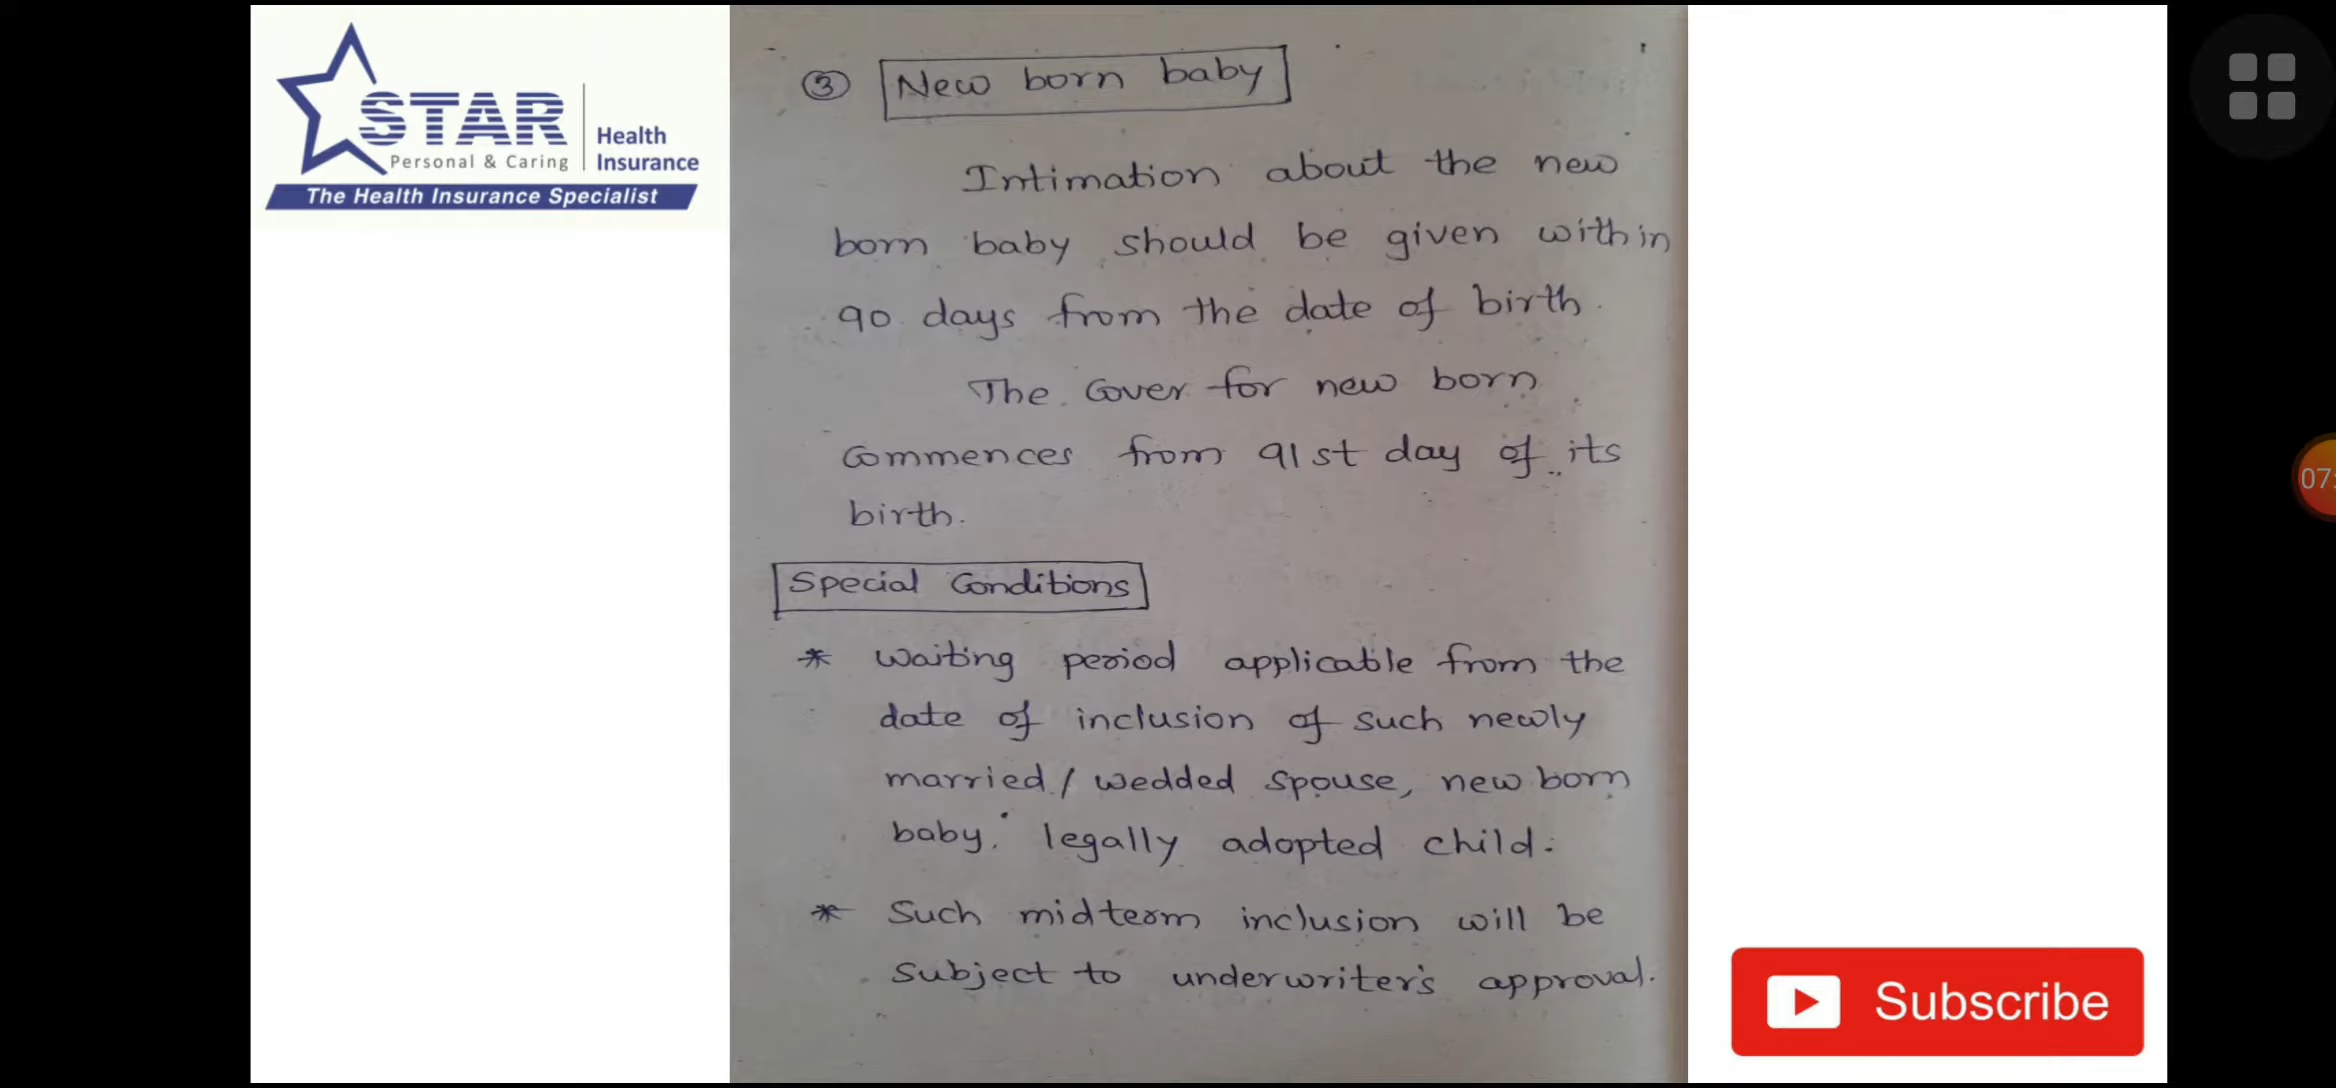 STAR
Health
Insurance
Personal & Caring
The Health Insurance Specialist
③ New born baby
Intimation about the new
born baby should be given within
90 days from the date of birth.
The Cover for new born
Commences from 91st day of its
birth.
Special Conditions
* Waiting period applicable from the
date of inclusion of such newly
married / wedded spouse, new born
baby, legally adopted child.
* Such midterm inclusion will be
Subject to underwriter's approval.
07:
Subscribe